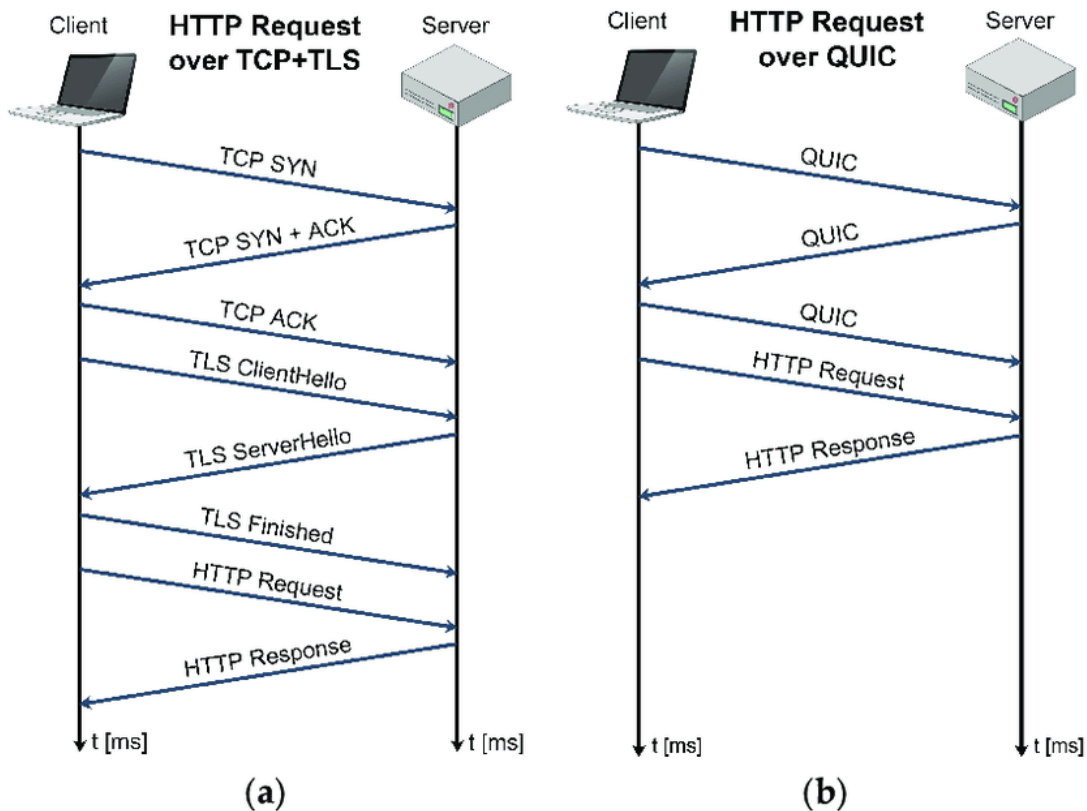 Client
HTTP Request
over TCP+TLS
Server
TCP SYN
TCP SYN + ACK
TCP ACK
TLS ClientHello
TLS ServerHello
TLS Finished
HTTP Request
HTTP Response
t [ms]
t [ms]
(a)
Client
HTTP Request
over QUIC
Server
QUIC
QUIC
QUIC
HTTP Request
HTTP Response
t [ms]
t [ms]
(b)